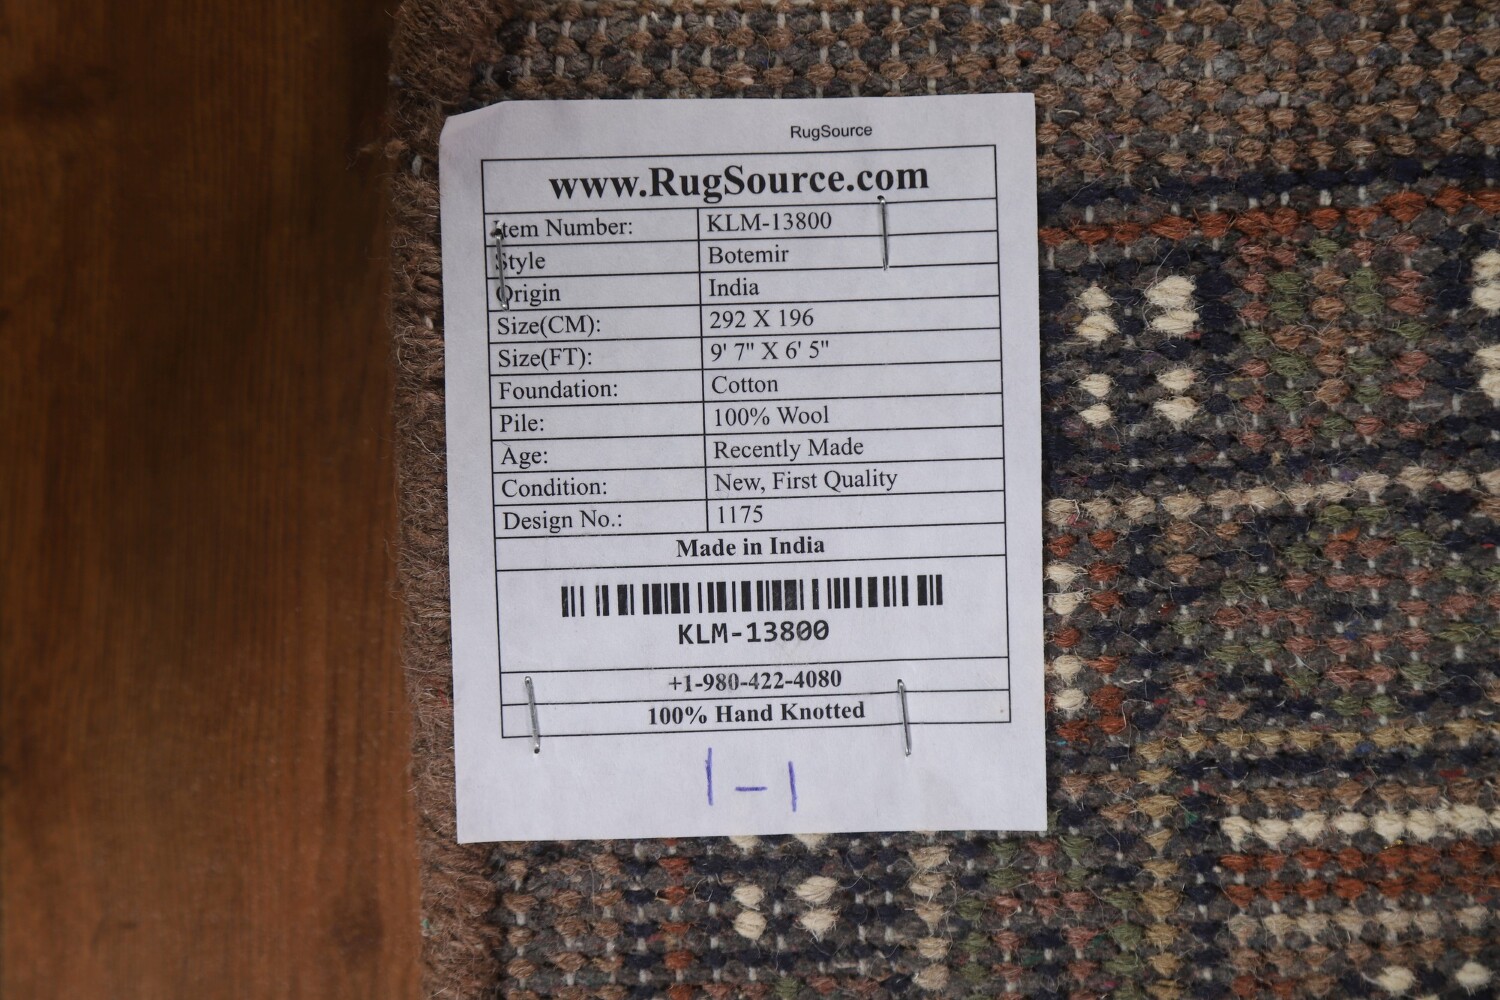 RugSource
www.RugSource.com
Item Number: KLM-13800
Style Botemir
Origin India
Size(CM): 292 X 196
Size(FT): 9' 7" X 6' 5"
Foundation: Cotton
Pile: 100% Wool
Age: Recently Made
Condition: New, First Quality
Design No.: 1175
Made in India
KLM-13800
+1-980-422-4080
100% Hand Knotted
1-1